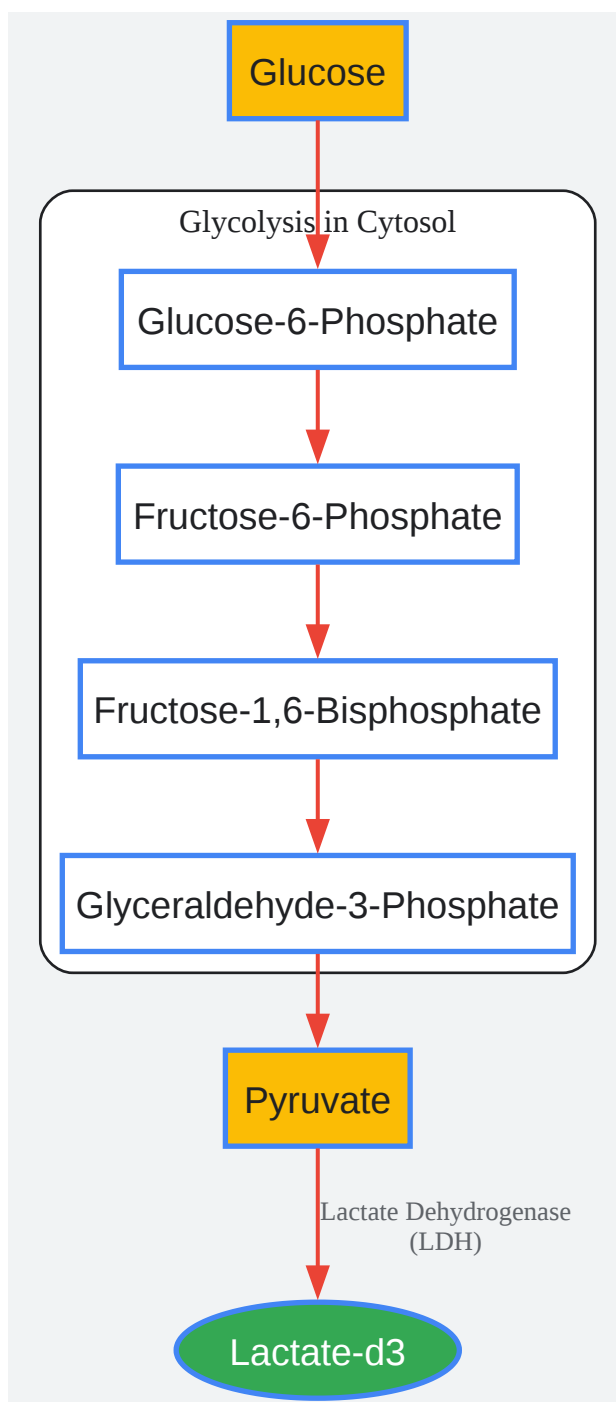 Glucose
Glycolysis in Cytosol
Glucose-6-Phosphate
Fructose-6-Phosphate
Fructose-1,6-Bisphosphate
Glyceraldehyde-3-Phosphate
Pyruvate
Lactate Dehydrogenase
(LDH)
Lactate-d3